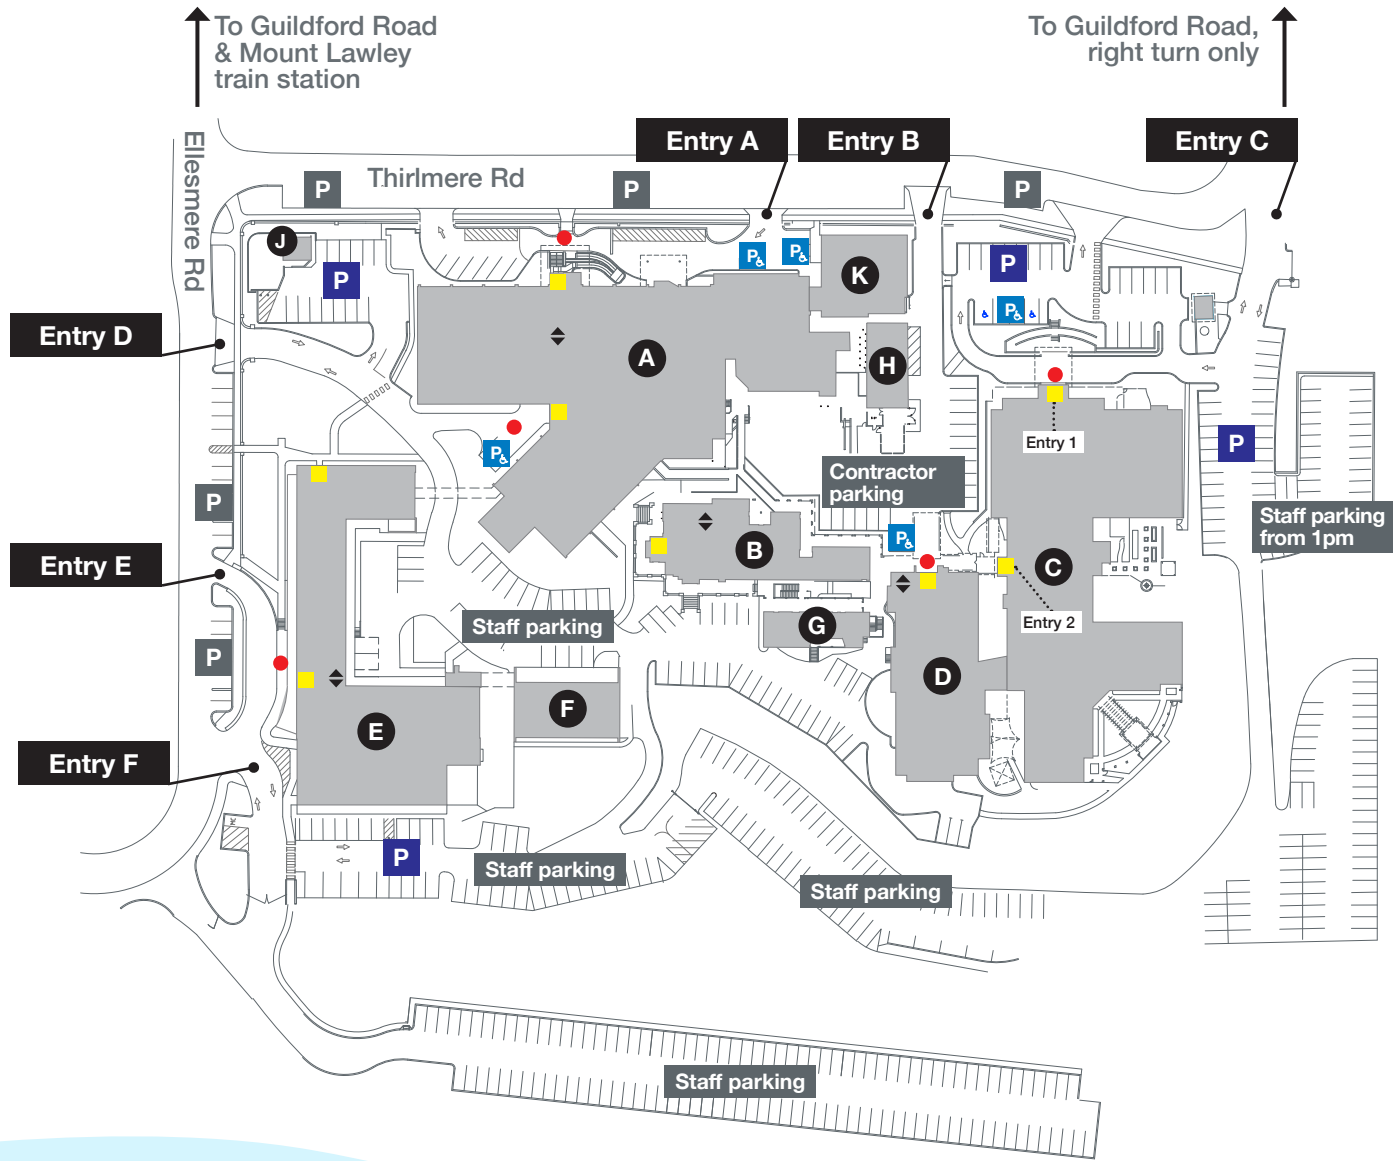 To Guildford Road
& Mount Lawley
train station
To Guildford Road,
right turn only
Entry A
Entry B
Entry C
Ellesmere Rd
Thirlmere Rd
P
P
P
J
P
P
P
K
P
P
Entry D
A
H
Entry 1
P
P
Contractor
parking
P
Staff parking
from 1pm
P
B
C
Entry E
Staff parking
G
Entry 2
P
D
F
E
Entry F
P
Staff parking
Staff parking
Staff parking